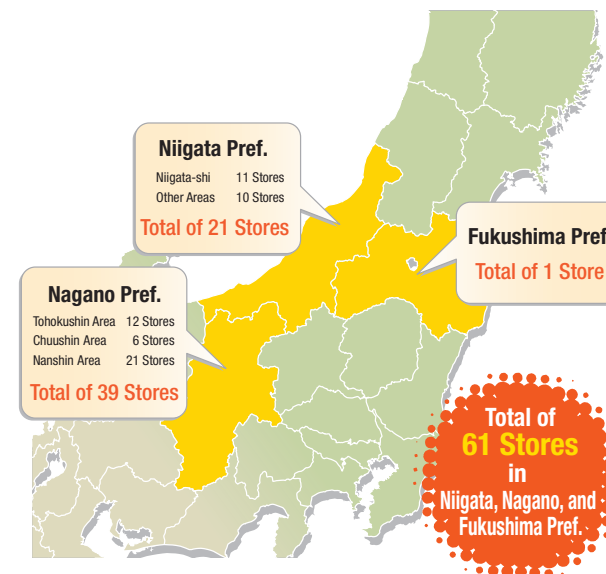 Niigata Pref.
Niigata-shi 11 Stores
Other Areas 10 Stores
Total of 21 Stores
Fukushima Pref
Total of 1 Store
Nagano Pref.
Tohokushin Area 12 Stores
Chuushin Area 6 Stores
Nanshin Area 21 Stores
Total of 39 Stores
Total of
61 Stores
in
Niigata, Nagano, and
Fukushima Pref.